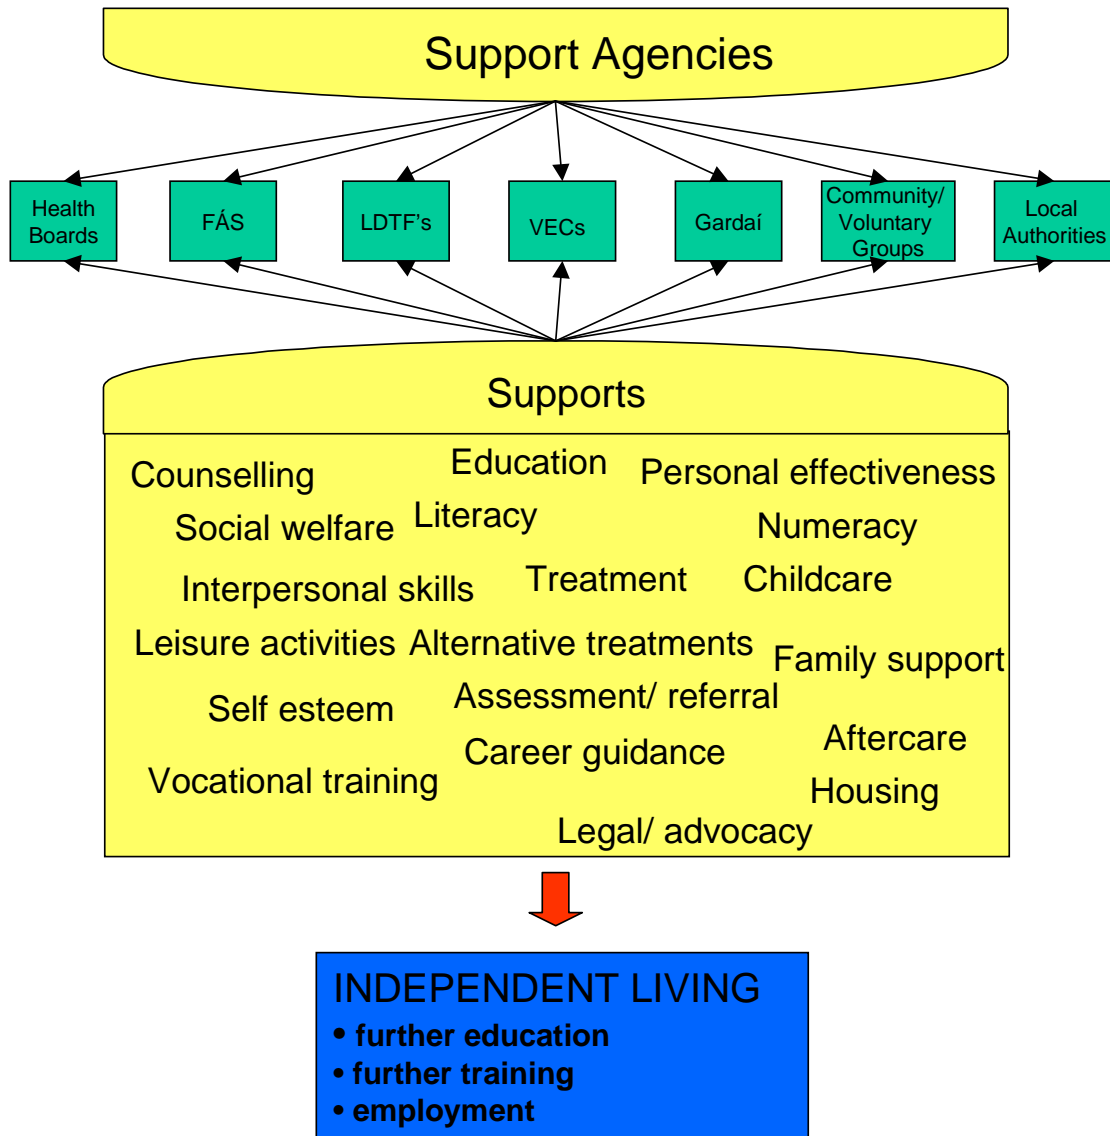 Support Agencies
Health
Boards
FÁS
LDTF's
VECs
Gardaí
Community/
Voluntary
Groups
Local
Authorities
Supports
Counselling
Education
Personal effectiveness
Social welfare
Literacy
Numeracy
Interpersonal skills
Treatment
Childcare
Leisure activities
Alternative treatments
Family support
Self esteem
Assessment/ referral
Career guidance
Aftercare
Vocational training
Housing
Legal/ advocacy
INDEPENDENT LIVING
• further education
• further training
• employment